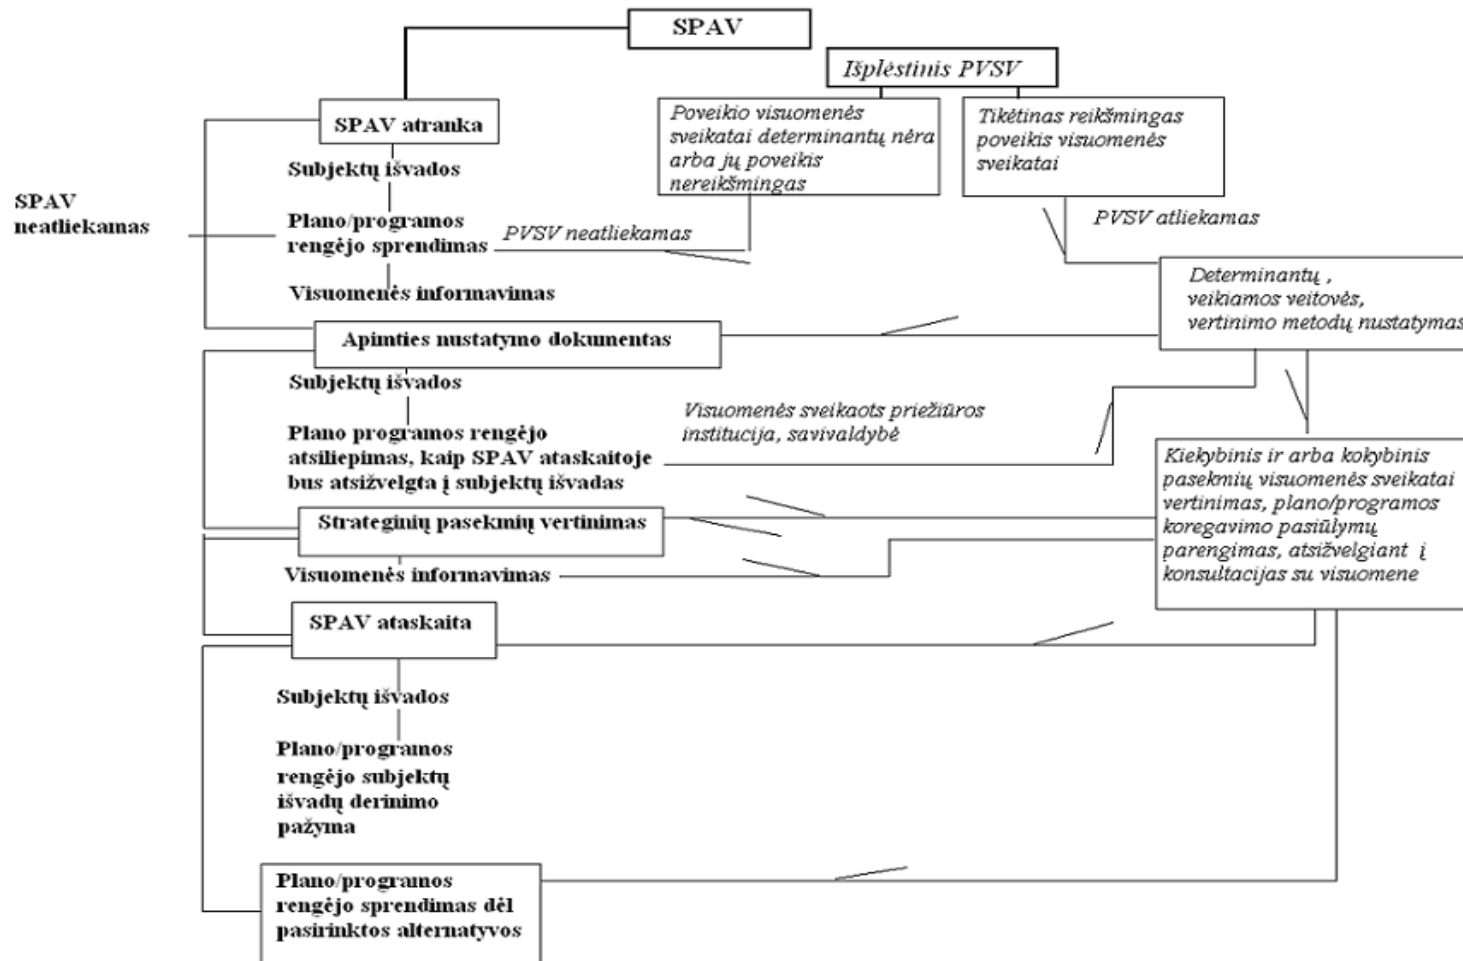 SPAV
Išplėstinis PVSV
SPAV atranka
Poveikio visuomenės
sveikatai determinantų nėra
arba jų poveikis
nereikšmingas
Tikėtinas reikšmingas
poveikis visuomenės
sveikatai
Subjektų išvados
SPAV
neatliekamas
Plano/programos
rengėjo sprendimas
PVSV neatliekamas
PVSV atliekamas
Visuomenės informavimas
Determinantų ,
veikiamos veitovės,
vertinimo metodų nustatymas
Apimties nustatymo dokumentas
Subjektų išvados
Visuomenės sveikaots priežiūros
institucija, savivaldybė
Plano programos rengėjo
atsiliepimas, kaip SPAV ataskaitoje
bus atsižvelgta į subjektų išvadas
Kiekybinis ir arba kokybinis
pasekmių visuomenės sveikatai
vertinimas, plano/programos
koregavimo pasiūlymų
parengimas, atsižvelgiant į
konsultacijas su visuomene
Strateginių pasekmių vertinimas
Visuomenės informavimas
SPAV ataskaita
Subjektų išvados
Plano/programos
rengėjo subjektų
išvadų derinimo
pažyma
Plano/programos
rengėjo sprendimas dėl
pasirinktos alternatyvos